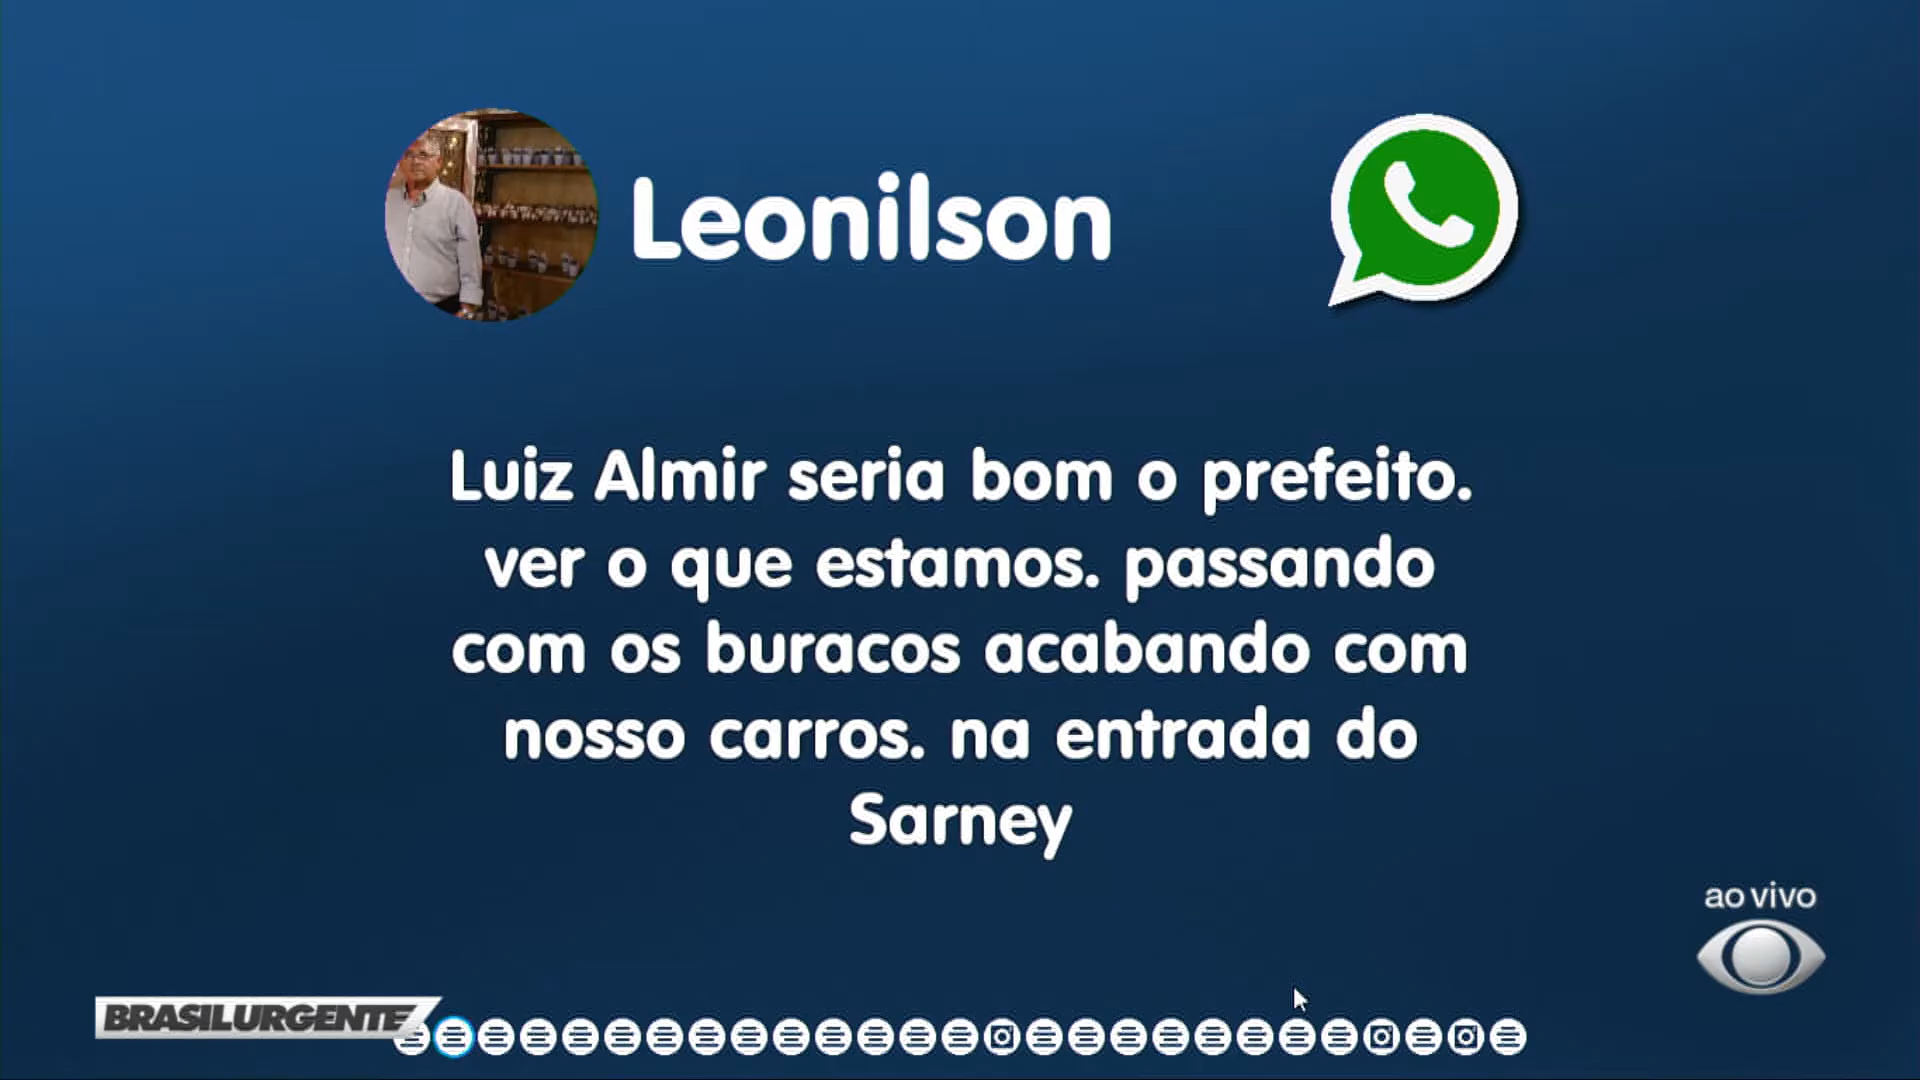 Leonilson
Luiz Almir seria bom o prefeito.
ver o que estamos. passando
com os buracos acabando com
nosso carros. na entrada do
Sarney
ao vivo
BRASILURGENTE